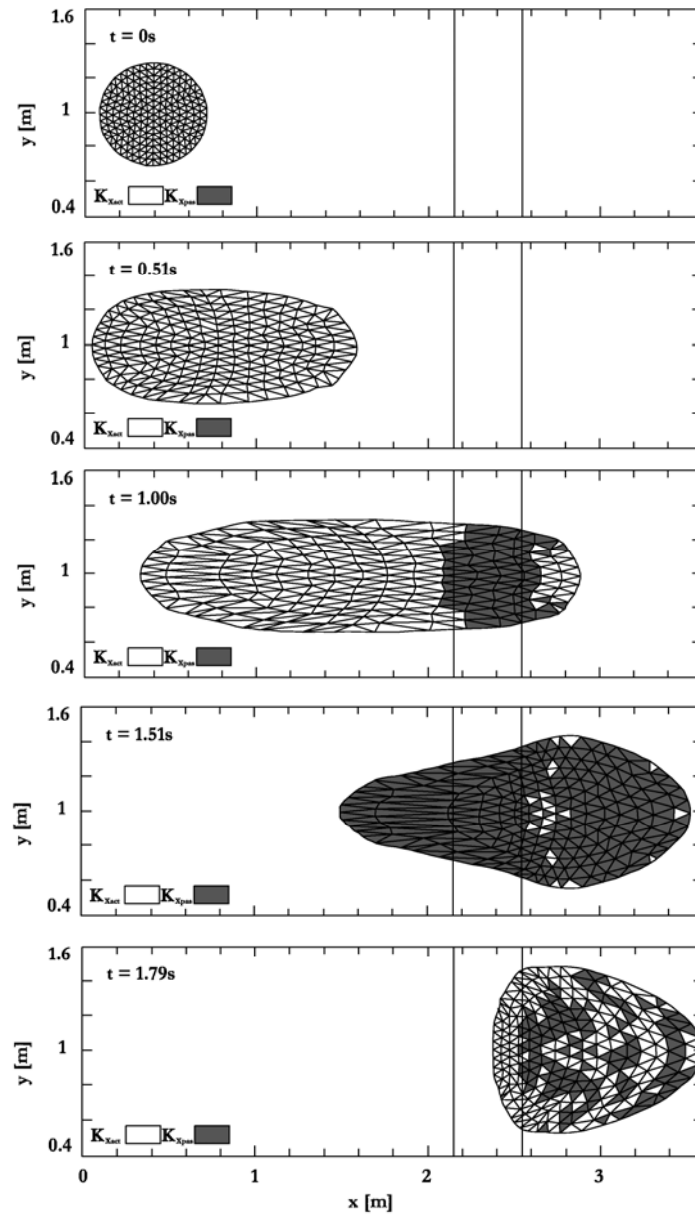 1.6
t = 0s
y [m]
1
K_xact K_xpas
0.4
1.6
t = 0.51s
y [m]
1
K_xact K_xpas
0.4
1.6
t = 1.00s
y [m]
1
K_xact K_xpas
0.4
1.6
t = 1.51s
y [m]
1
K_xact K_xpas
0.4
1.6
t = 1.79s
y [m]
1
K_xact K_xpas
0.4
0 1 2 3
x [m]